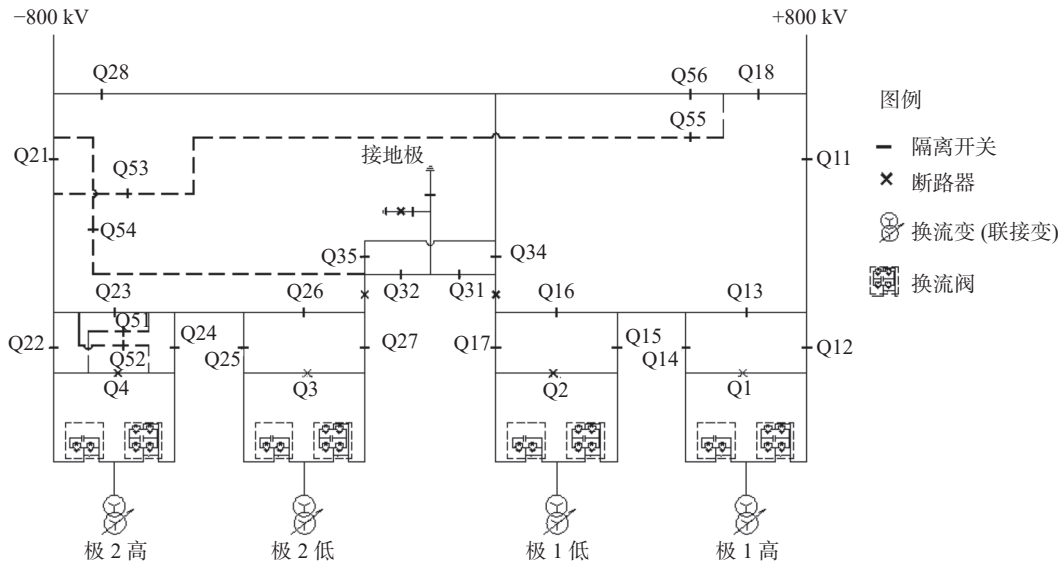 −800 kV
+800 kV
Q28
Q56
Q18
Q55
图例
接地极
Q21
Q53
Q11
隔离开关
断路器
Q54
换流变 (联接变)
Q35
Q34
换流阀
Q32
Q31
Q23
Q26
Q16
Q13
Q51
Q24
Q22
Q27
Q17
Q15
Q12
Q52
Q25
Q14
Q4
Q3
Q2
Q1
极 2 高
极 2 低
极 1 低
极 1 高